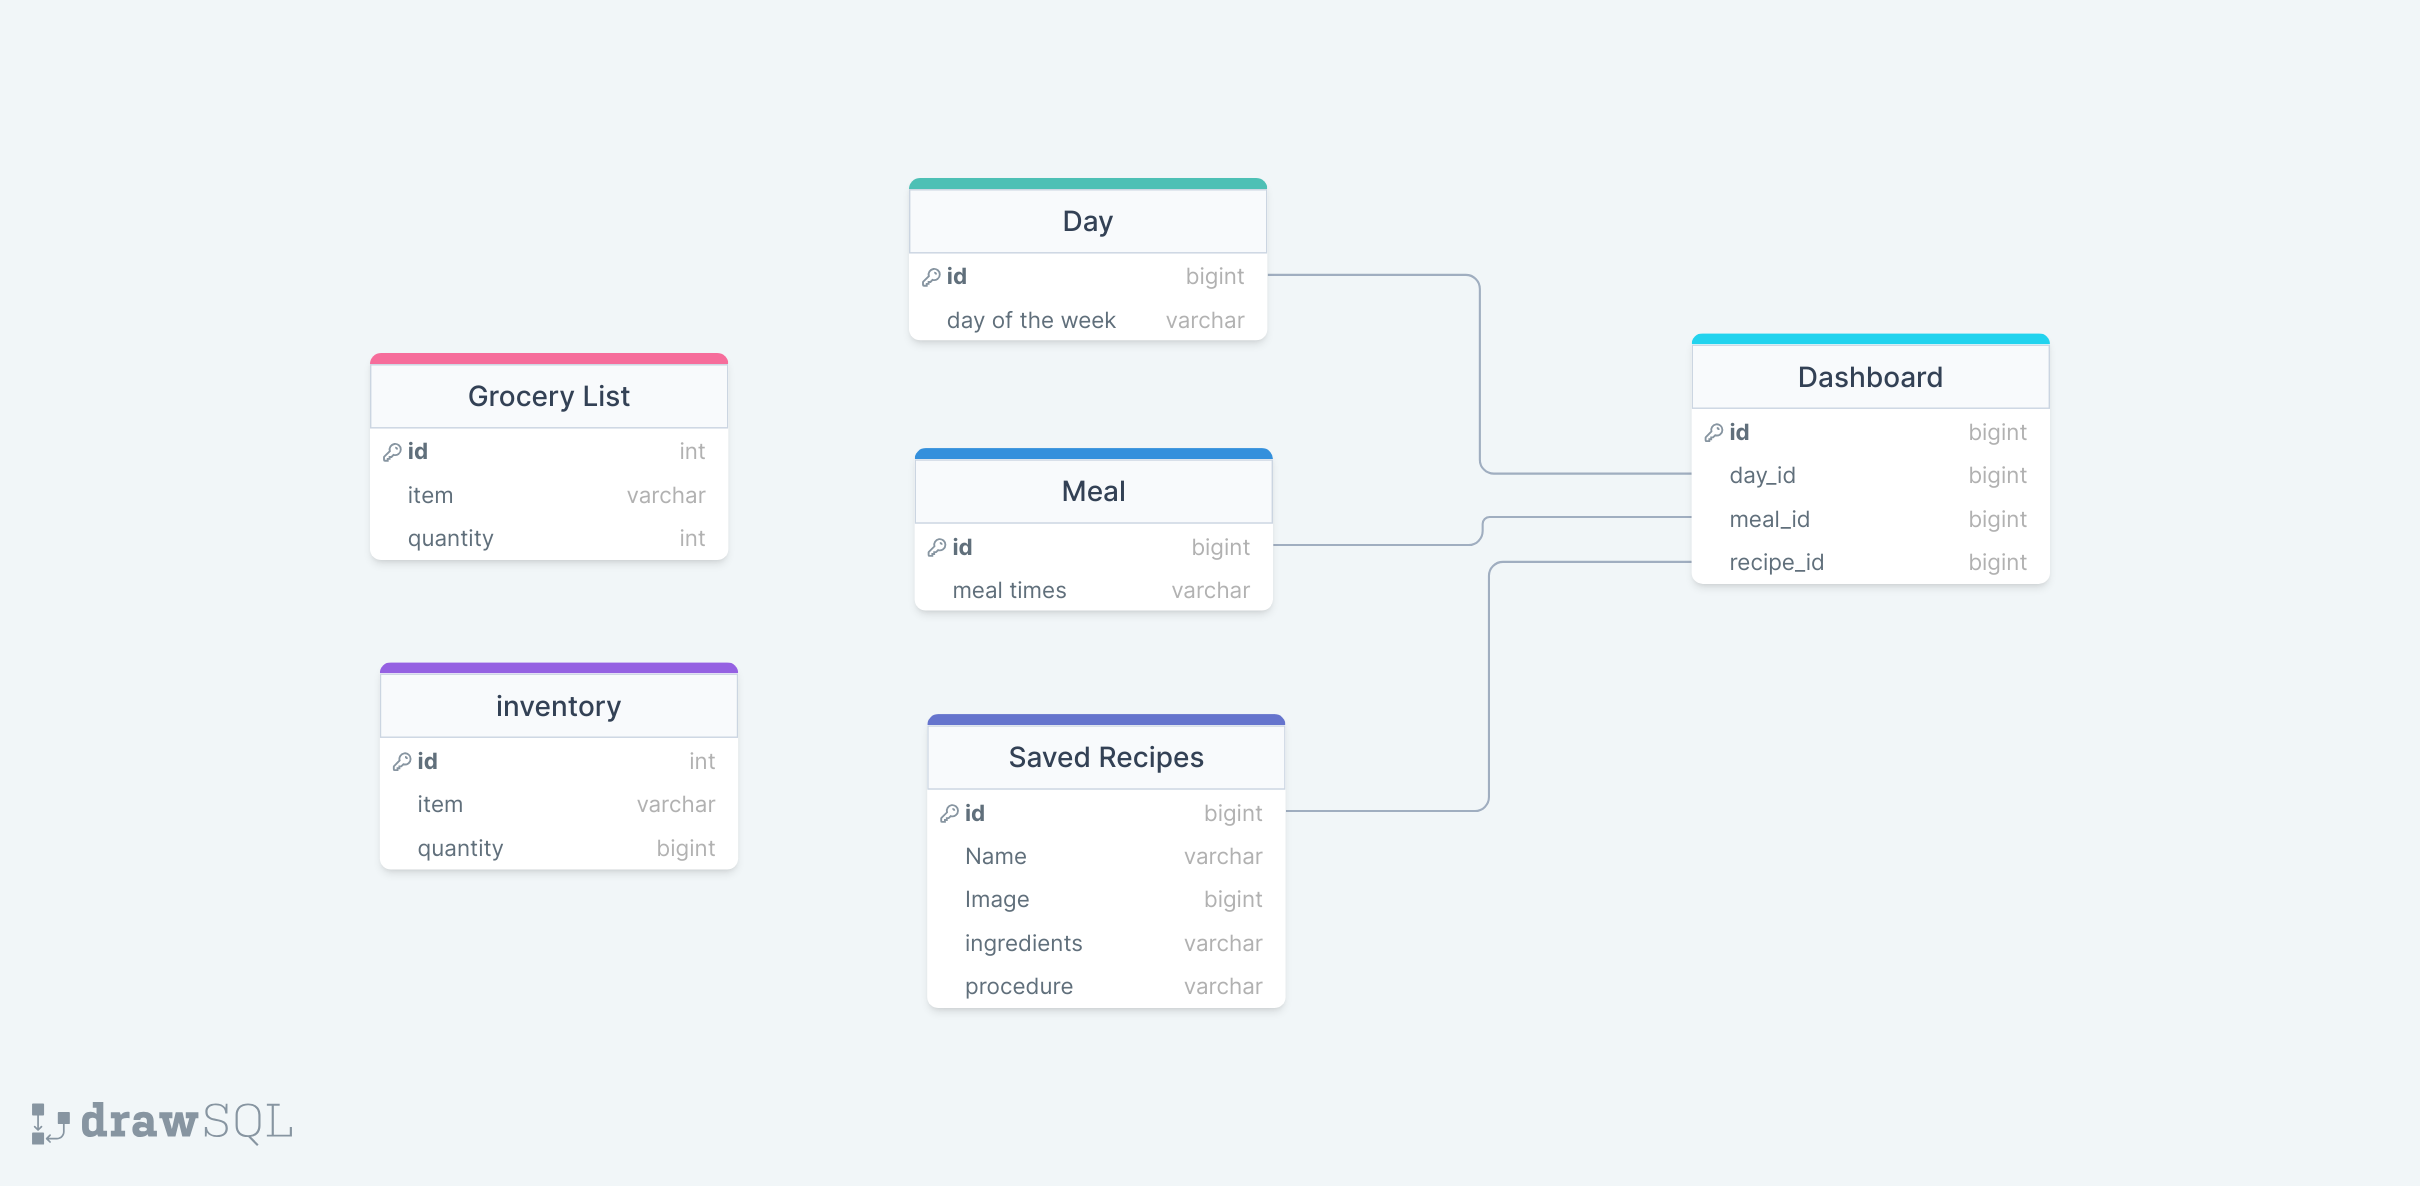 Day
id bigint
day of the week varchar
Grocery List
id int
item varchar
quantity int
Dashboard
id bigint
day_id bigint
meal_id bigint
recipe_id bigint
Meal
id bigint
meal times varchar
inventory
id int
item varchar
quantity bigint
Saved Recipes
id bigint
Name varchar
Image bigint
ingredients varchar
procedure varchar
drawSQL